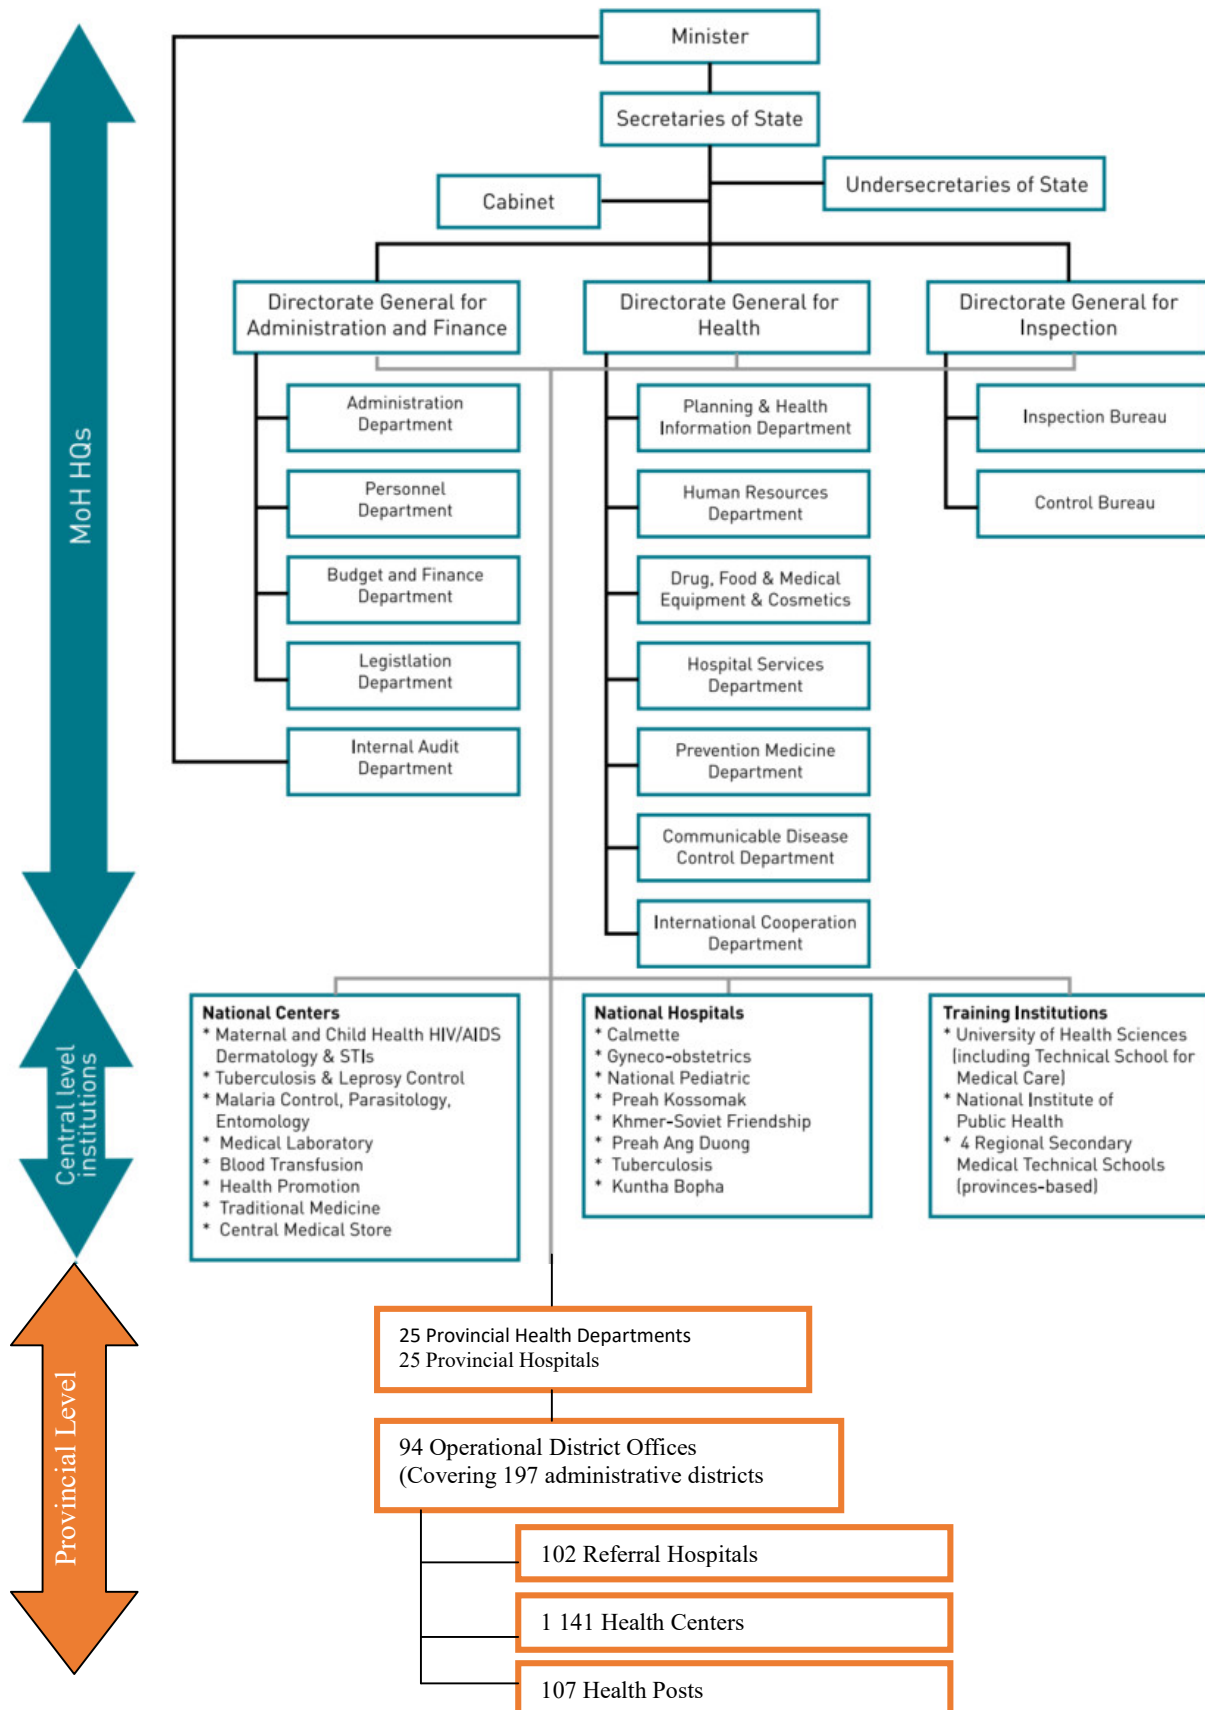 Minister
Secretaries of State
Undersecretaries of State
Cabinet
Directorate General for
Administration and Finance
Directorate General for
Health
Directorate General for
Inspection
Administration
Department
Personnel
Department
Budget and Finance
Department
Legistlation
Department
Internal Audit
Department
Planning & Health
Information Department
Human Resources
Department
Drug, Food & Medical
Equipment & Cosmetics
Hospital Services
Department
Prevention Medicine
Department
Communicable Disease
Control Department
International Cooperation
Department
Inspection Bureau
Control Bureau
MoH HQs
Central level
institutions
National Centers
* Maternal and Child Health HIV/AIDS
Dermatology & STIs
* Tuberculosis & Leprosy Control
* Malaria Control, Parasitology,
Entomology
* Medical Laboratory
* Blood Transfusion
* Health Promotion
* Traditional Medicine
* Central Medical Store
National Hospitals
* Calmette
* Gyneco-obstetrics
* National Pediatric
* Preah Kossomak
* Khmer-Soviet Friendship
* Preah Ang Duong
* Tuberculosis
* Kuntha Bopha
Training Institutions
* University of Health Sciences
(including Technical School for
Medical Care)
* National Institute of
Public Health
* 4 Regional Secondary
Medical Technical Schools
(provinces-based)
Provincial Level
25 Provincial Health Departments
25 Provincial Hospitals
94 Operational District Offices
(Covering 197 administrative districts
102 Referral Hospitals
1 141 Health Centers
107 Health Posts